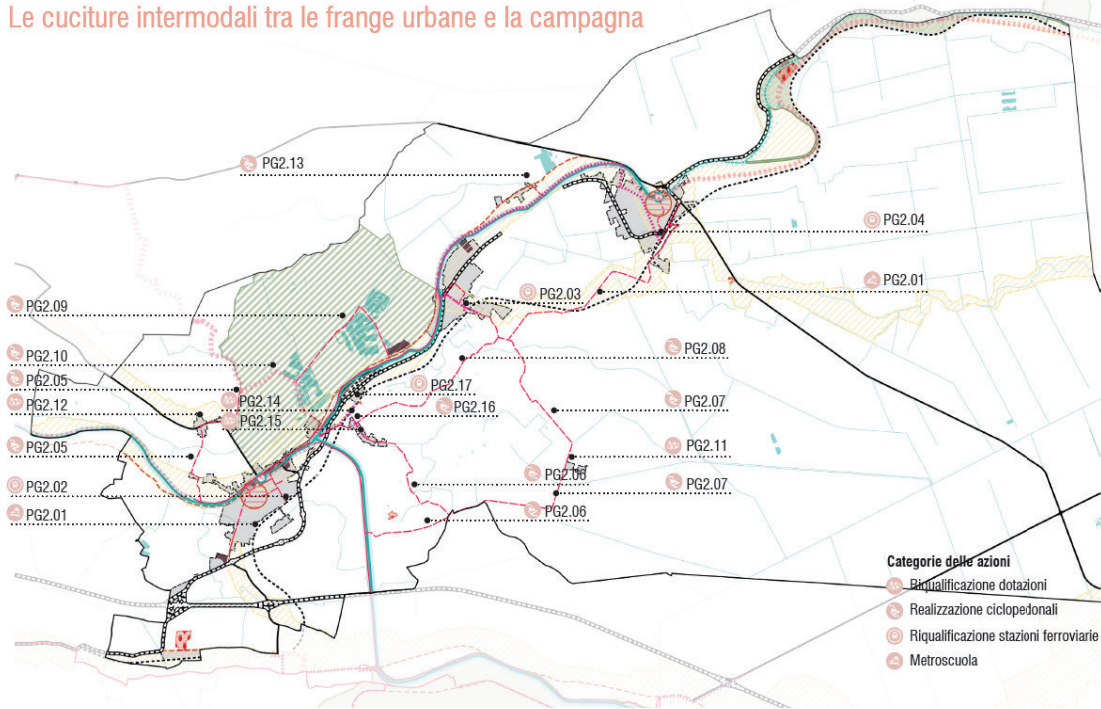 Le cuciture intermodali tra le frange urbane e la campagna
PG2.13
PG2.04
PG2.01
PG2.03
PG2.09
PG2.08
PG2.10
PG2.05
PG2.17
PG2.14
PG2.12
PG2.16
PG2.07
PG2.15
PG2.05
PG2.11
PG2.06
PG2.02
PG2.07
PG2.01
PG2.06
Categorie delle azioni
Riqualificazione dotazioni
Realizzazione ciclopedonali
Riqualificazione stazioni ferroviarie
Metroscuola